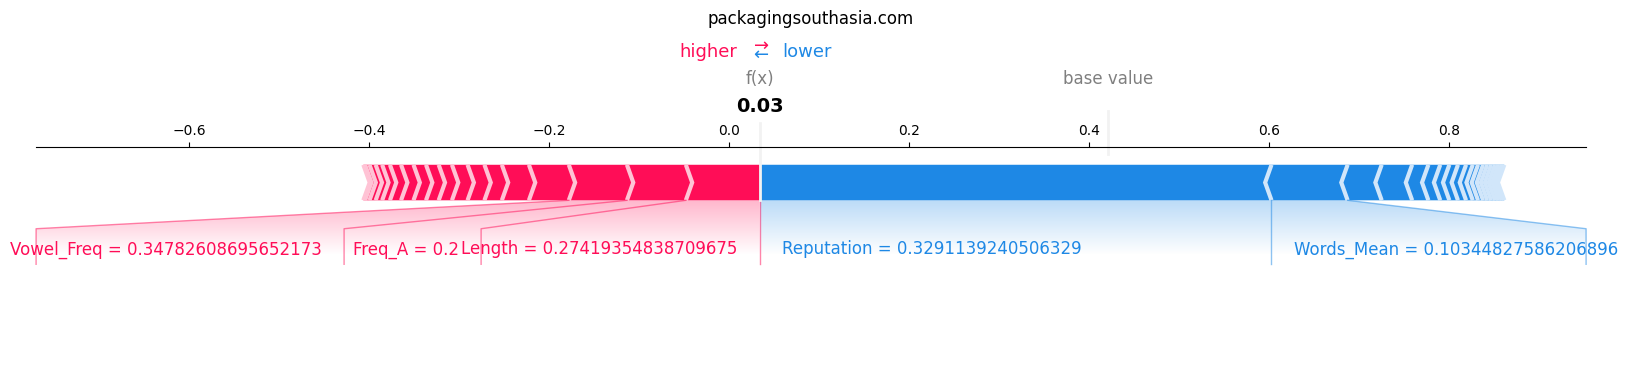 packagingsouthasia.com
higher ⇄ lower
f(x) base value
0.03
−0.6 −0.4 −0.2 0.0 0.2 0.4 0.6 0.8
Vowel_Freq = 0.34782608695652173 Freq_A = 0.2 Length = 0.27419354838709675 Reputation = 0.3291139240506329 Words_Mean = 0.10344827586206896